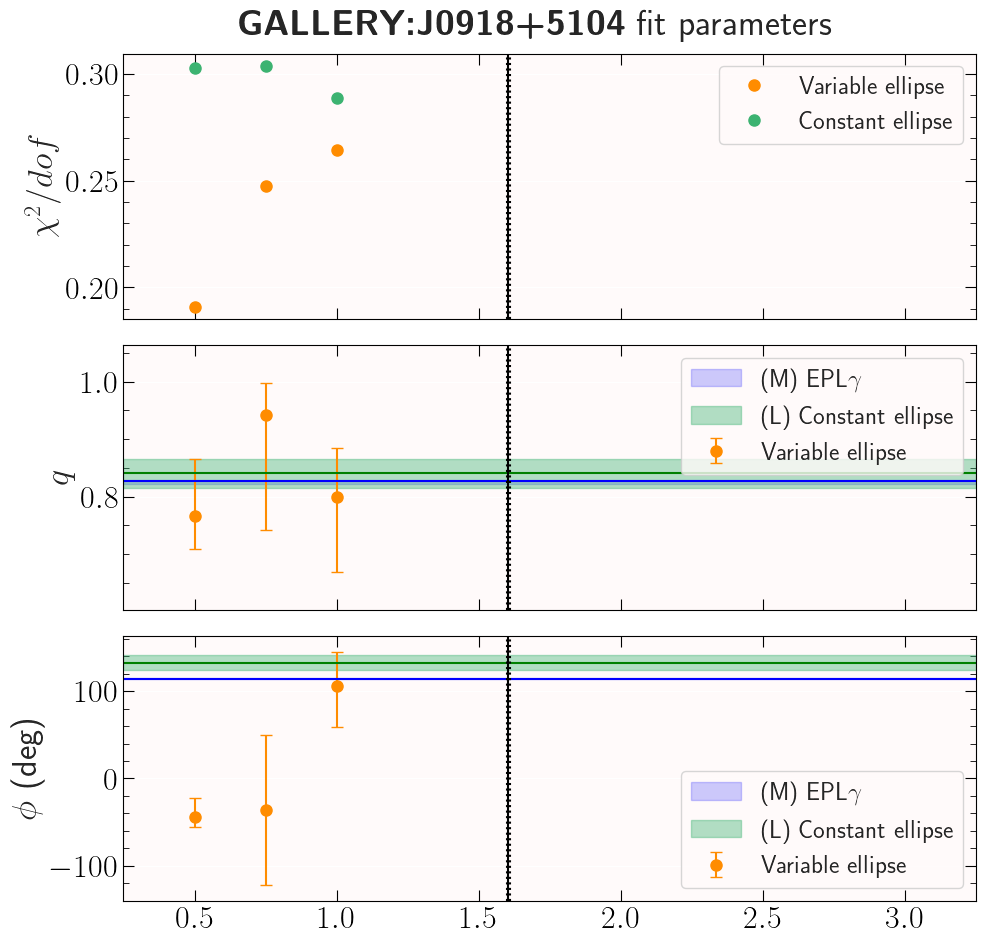 GALLERY:J0918+5104 fit parameters
χ²/dof
0.30
0.25
0.20
Variable ellipse
Constant ellipse
q
1.0
0.8
(M) EPLγ
(L) Constant ellipse
Variable ellipse
ϕ (deg)
100
0
−100
(M) EPLγ
(L) Constant ellipse
Variable ellipse
0.5 1.0 1.5 2.0 2.5 3.0